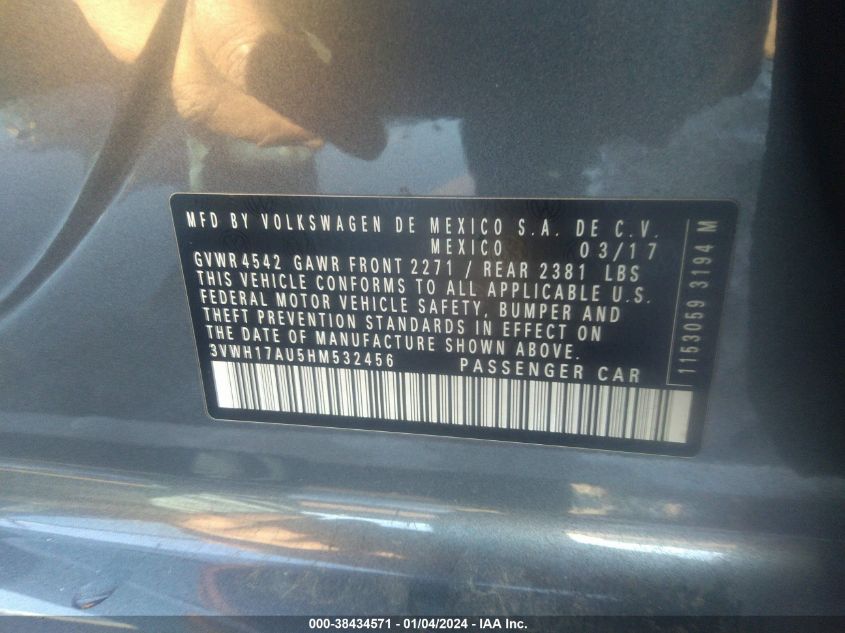 MFD BY VOLKSWAGEN DE MEXICO S.A. DE C.V.
MEXICO 03/17
GVWR 4542 GAWR FRONT 2271 / REAR 2381 LBS
THIS VEHICLE CONFORMS TO ALL APPLICABLE U.S.
FEDERAL MOTOR VEHICLE SAFETY, BUMPER AND
THEFT PREVENTION STANDARDS IN EFFECT ON
THE DATE OF MANUFACTURE SHOWN ABOVE.
3VWH17AU5HM532456 PASSENGER CAR
1153059 3194 M
000-38434571 - 01/04/2024 - IAA Inc.